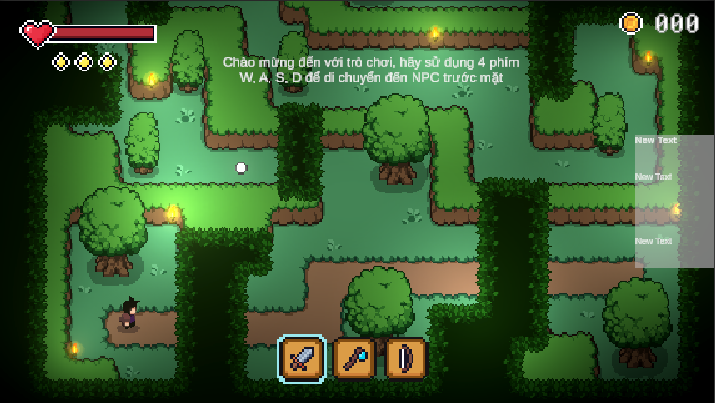 000
Chào mừng đến với trò chơi, hãy sử dụng 4 phím
W, A, S, D để di chuyển đến NPC trước mặt
New Text
New Text
New Text